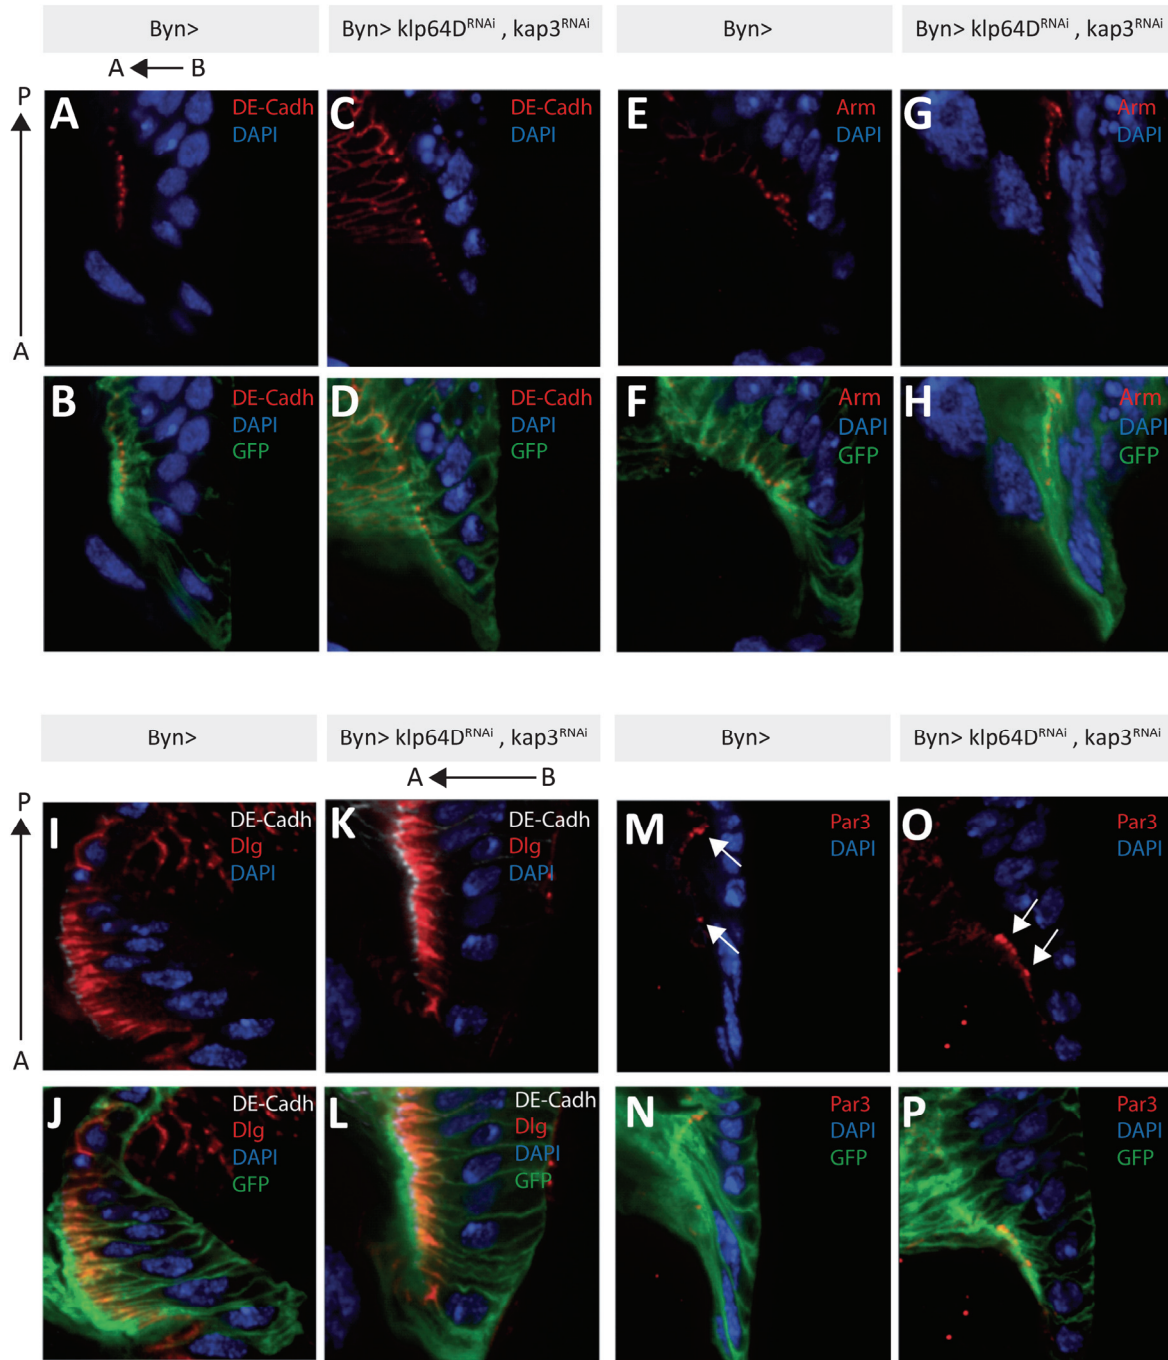 Byn>
Byn> klp64D^RNAi , kap3^RNAi
Byn>
Byn> klp64D^RNAi , kap3^RNAi
A B
P
A
A DE-Cadh
DAPI
C DE-Cadh
DAPI
E Arm
DAPI
G Arm
DAPI
B DE-Cadh
DAPI
GFP
D DE-Cadh
DAPI
GFP
F Arm
DAPI
GFP
H Arm
DAPI
GFP
Byn>
Byn> klp64D^RNAi , kap3^RNAi
Byn>
Byn> klp64D^RNAi , kap3^RNAi
A B
P
A
I DE-Cadh
Dlg
DAPI
K DE-Cadh
Dlg
DAPI
M Par3
DAPI
O Par3
DAPI
J DE-Cadh
Dlg
DAPI
GFP
L DE-Cadh
Dlg
DAPI
GFP
N Par3
DAPI
GFP
P Par3
DAPI
GFP